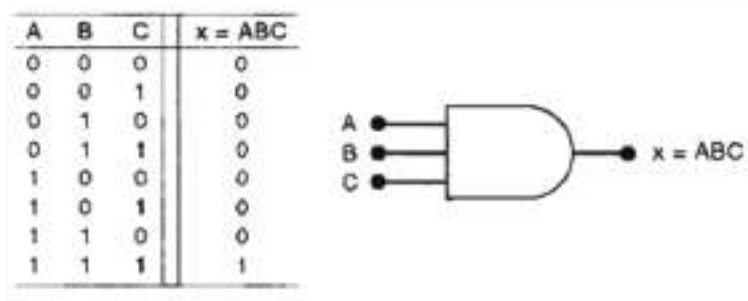 A B C x = ABC
0 0 0 0
0 0 1 0
0 1 0 0
0 1 1 0
1 0 0 0
1 0 1 0
1 1 0 0
1 1 1 1
A
B
C
x = ABC